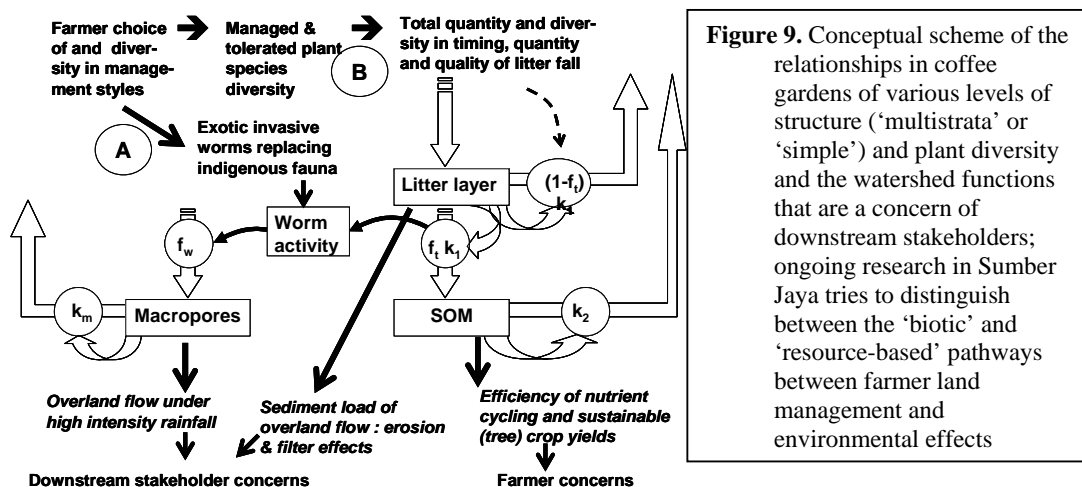 Farmer choice
of and diver-
sity in manage-
ment styles
Managed &
tolerated plant
species
diversity
B
Total quantity and diver-
sity in timing, quantity
and quality of litter fall
A
Exotic invasive
worms replacing
indigenous fauna
Litter layer
(1-ft)
k1
Worm
activity
fw
ft k1
km
Macropores
SOM
k2
Overland flow under
high intensity rainfall
Sediment load of
overland flow : erosion
& filter effects
Efficiency of nutrient
cycling and sustainable
(tree) crop yields
Downstream stakeholder concerns
Farmer concerns
Figure 9. Conceptual scheme of the
relationships in coffee
gardens of various levels of
structure (‘multistrata’ or
‘simple’) and plant diversity
and the watershed functions
that are a concern of
downstream stakeholders;
ongoing research in Sumber
Jaya tries to distinguish
between the ‘biotic’ and
‘resource-based’ pathways
between farmer land
management and
environmental effects